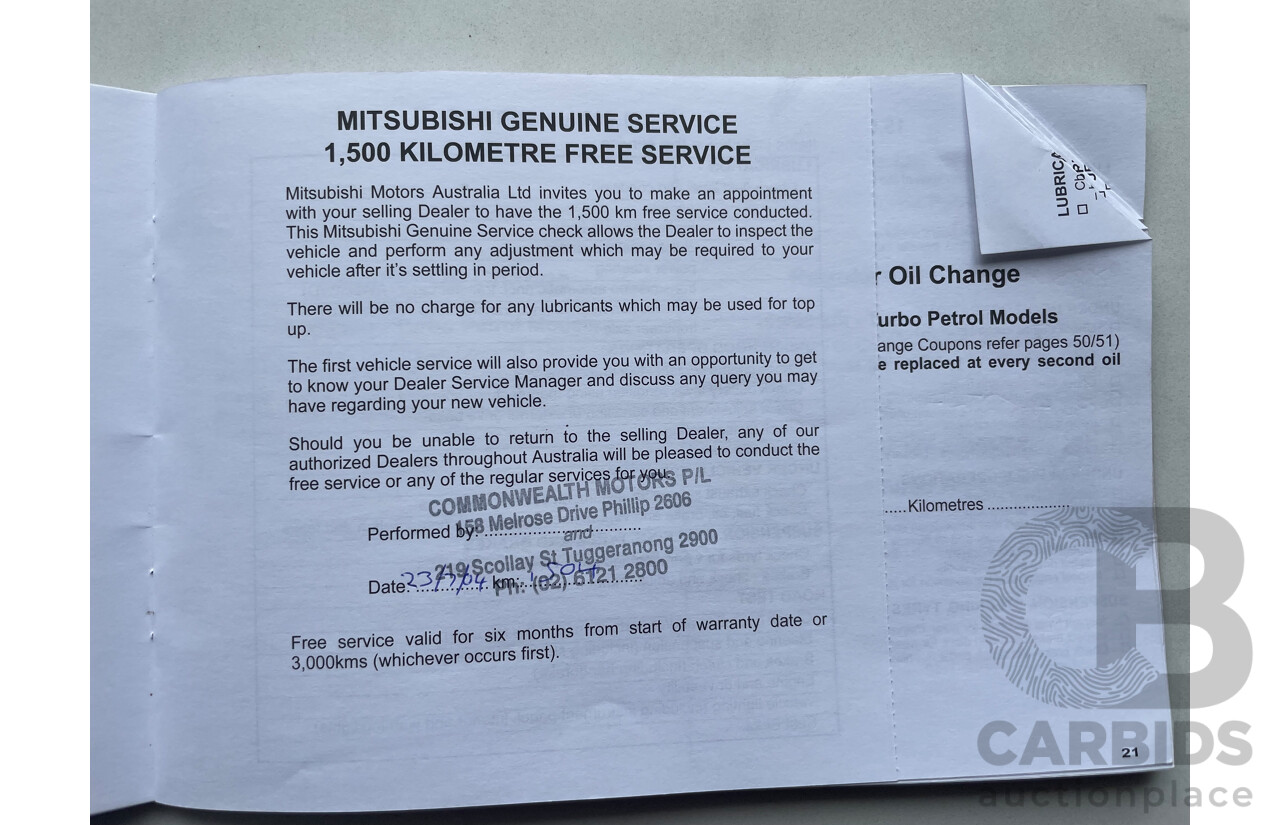 MITSUBISHI GENUINE SERVICE
1,500 KILOMETRE FREE SERVICE
Mitsubishi Motors Australia Ltd invites you to make an appointment
with your selling Dealer to have the 1,500 km free service conducted.
This Mitsubishi Genuine Service check allows the Dealer to inspect the
vehicle and perform any adjustment which may be required to your
vehicle after it's settling in period.
There will be no charge for any lubricants which may be used for top
up.
The first vehicle service will also provide you with an opportunity to get
to know your Dealer Service Manager and discuss any query you may
have regarding your new vehicle.
Should you be unable to return to the selling Dealer, any of our
authorized Dealers throughout Australia will be pleased to conduct the
free service or any of the regular services for you.
COMMONWEALTH MOTORS P/L
158 Melrose Drive Phillip 2606
Performed by:
and
219 Scollay St Tuggeranong 2900
Ph: (02) 6121 2800
Date: 23/7/04 km:
Free service valid for six months from start of warranty date or
3,000kms (whichever occurs first).
LUBRICA
r Oil Change
urbo Petrol Models
ange Coupons refer pages 50/51)
e replaced at every second oil
.....Kilometres ......................
21
CB
CARBIDS
auctionplace